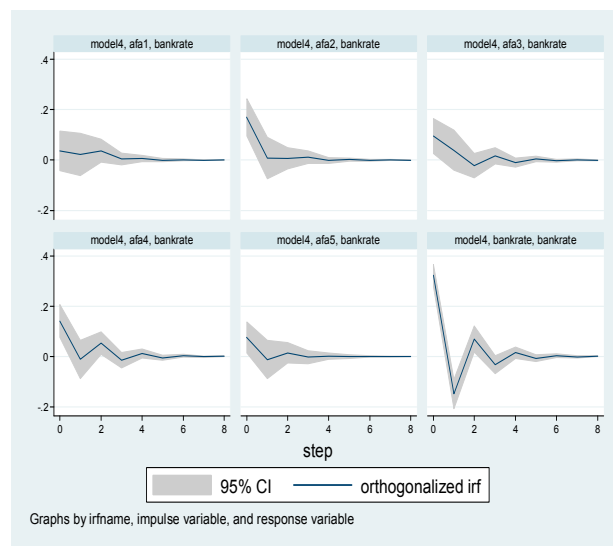 model4, afa1, bankrate
model4, afa2, bankrate
model4, afa3, bankrate
.4
.2
0
-.2
model4, afa4, bankrate
model4, afa5, bankrate
model4, bankrate, bankrate
.4
.2
0
-.2
0 2 4 6 8
0 2 4 6 8
0 2 4 6 8
step
95% CI
orthogonalized irf
Graphs by irfname, impulse variable, and response variable